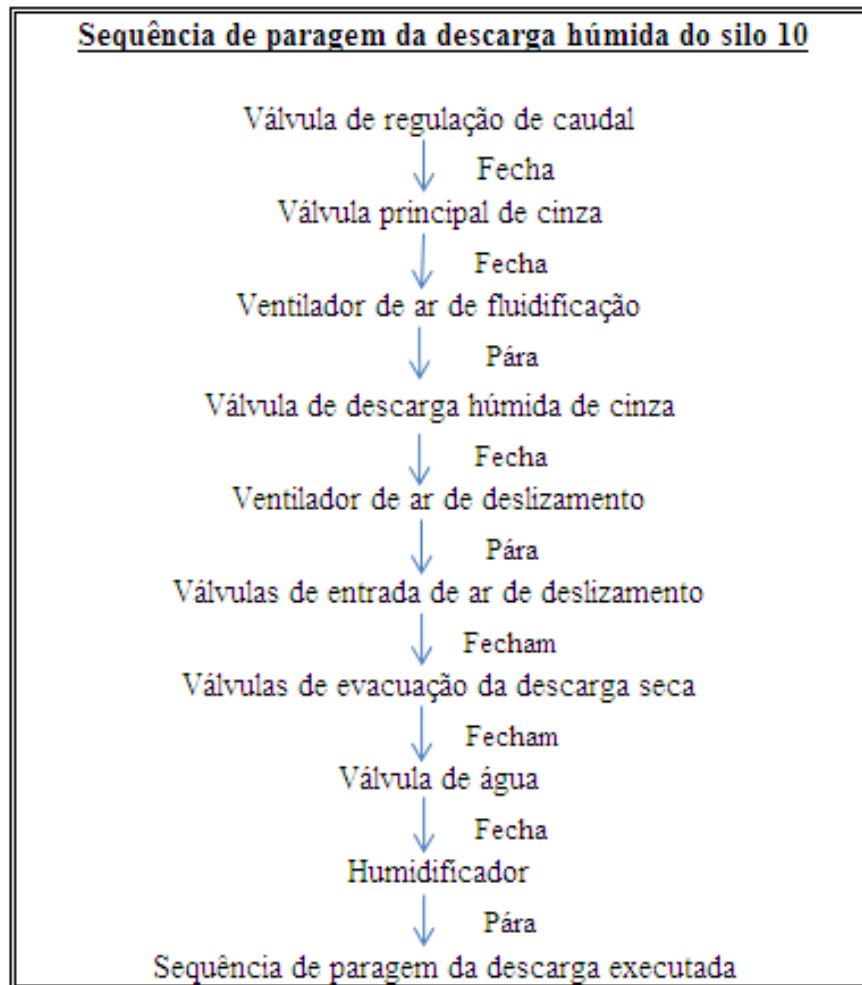 Sequência de paragem da descarga húmida do silo 10
Válvula de regulação de caudal
Fecha
Válvula principal de cinza
Fecha
Ventilador de ar de fluidificação
Pára
Válvula de descarga húmida de cinza
Fecha
Ventilador de ar de deslizamento
Pára
Válvulas de entrada de ar de deslizamento
Fecham
Válvulas de evacuação da descarga seca
Fecham
Válvula de água
Fecha
Humidificador
Pára
Sequência de paragem da descarga executada